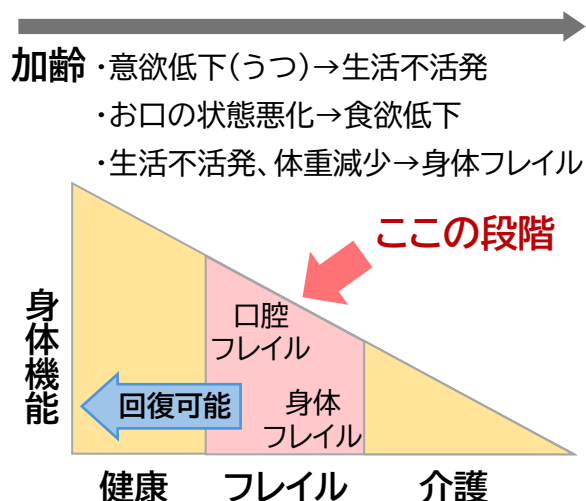 加齢 ・意欲低下(うつ)→生活不活発
・お口の状態悪化→食欲低下
・生活不活発、体重減少→身体フレイル
ここの段階
身体機能
口腔
フレイル
回復可能
身体
フレイル
健康 フレイル 介護